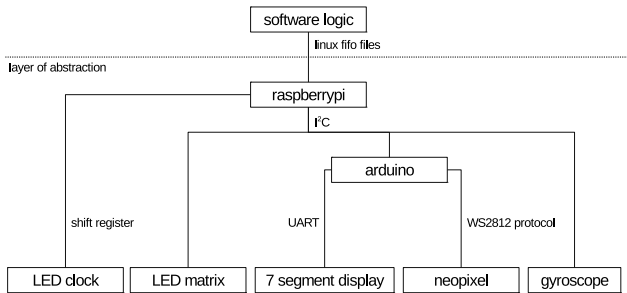 software logic
linux fifo files
layer of abstraction
raspberrypi
I²C
arduino
shift register
UART
WS2812 protocol
LED clock
LED matrix
7 segment display
neopixel
gyroscope